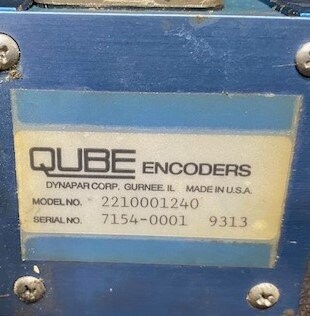 QUBE ENCODERS
DYNAPAR CORP. GURNEE. IL MADE IN U.S.A.
MODEL NO. 2210001240
SERIAL NO. 7154-0001 9313